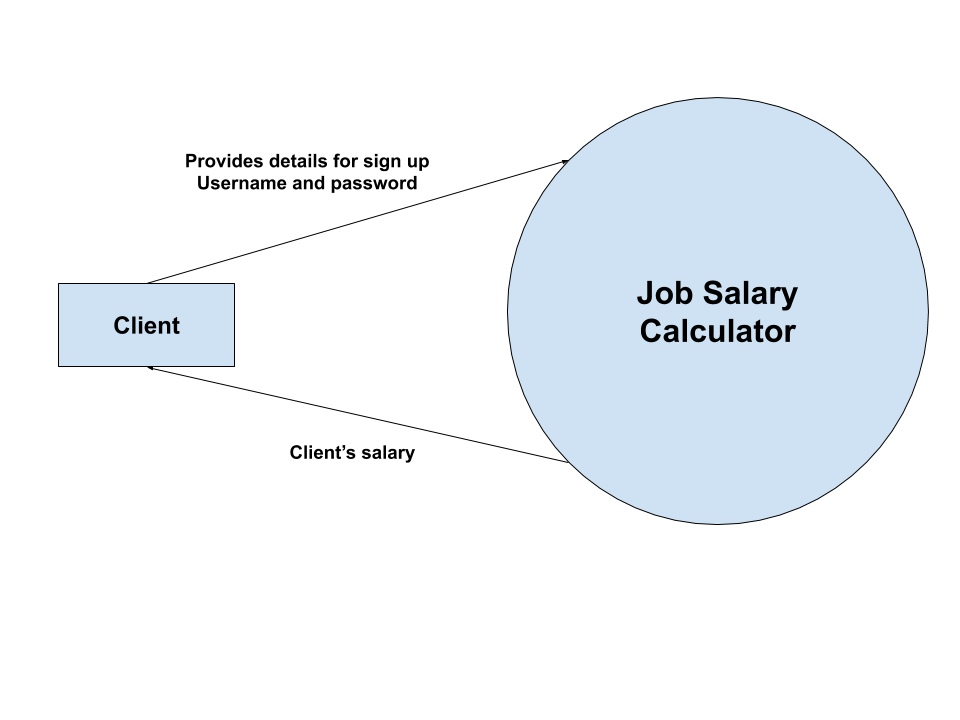 Provides details for sign up
Username and password
Job Salary
Calculator
Client
Client’s salary